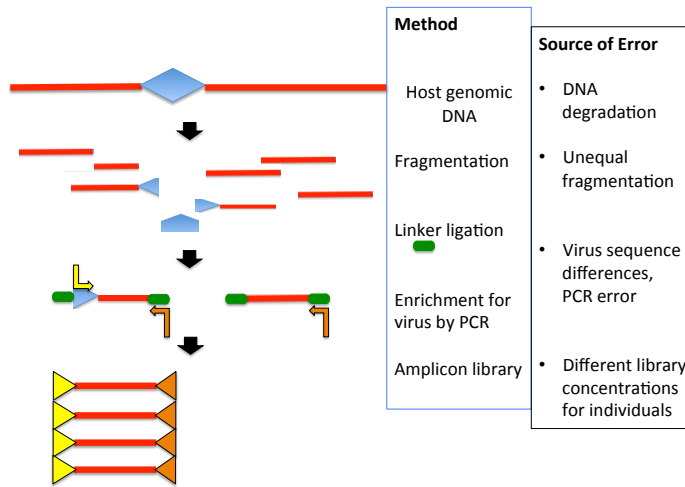 Method
Host genomic
DNA
Fragmentation
Linker ligation
Enrichment for
virus by PCR
Amplicon library
Source of Error
• DNA
degradation
• Unequal
fragmentation
• Virus sequence
differences,
PCR error
• Different library
concentrations
for individuals